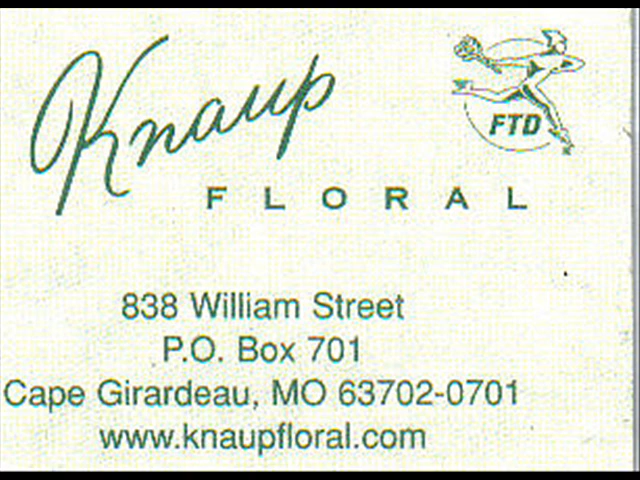 Knaup
FTD
FLORAL
838 William Street
P.O. Box 701
Cape Girardeau, MO 63702-0701
www.knaupfloral.com